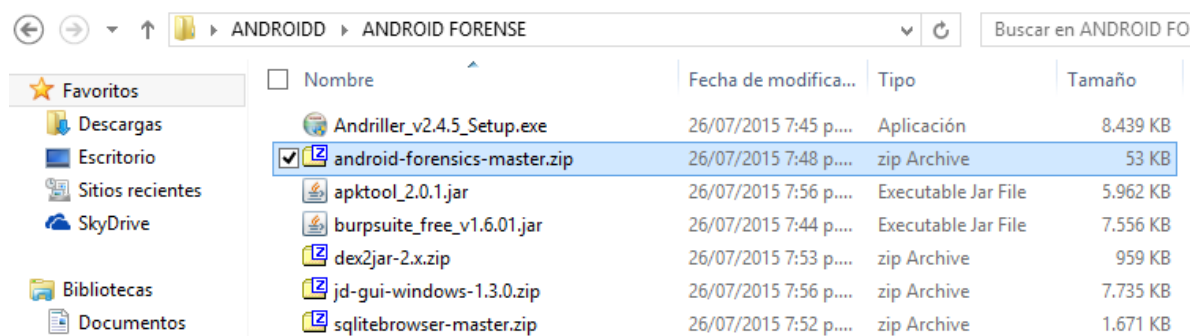 ANDROIDD ANDROID FORENSE Buscar en ANDROID FO
Favoritos Nombre Fecha de modifica... Tipo Tamaño
Descargas Andriller_v2.4.5_Setup.exe 26/07/2015 7:45 p.... Aplicación 8.439 KB
Escritorio android-forensics-master.zip 26/07/2015 7:48 p.... zip Archive 53 KB
Sitios recientes apktool_2.0.1.jar 26/07/2015 7:56 p.... Executable Jar File 5.962 KB
SkyDrive burpsuite_free_v1.6.01.jar 26/07/2015 7:44 p.... Executable Jar File 7.556 KB
dex2jar-2.x.zip 26/07/2015 7:53 p.... zip Archive 959 KB
Bibliotecas jd-gui-windows-1.3.0.zip 26/07/2015 7:56 p.... zip Archive 7.735 KB
Documentos sqlitebrowser-master.zip 26/07/2015 7:52 p.... zip Archive 1.671 KB